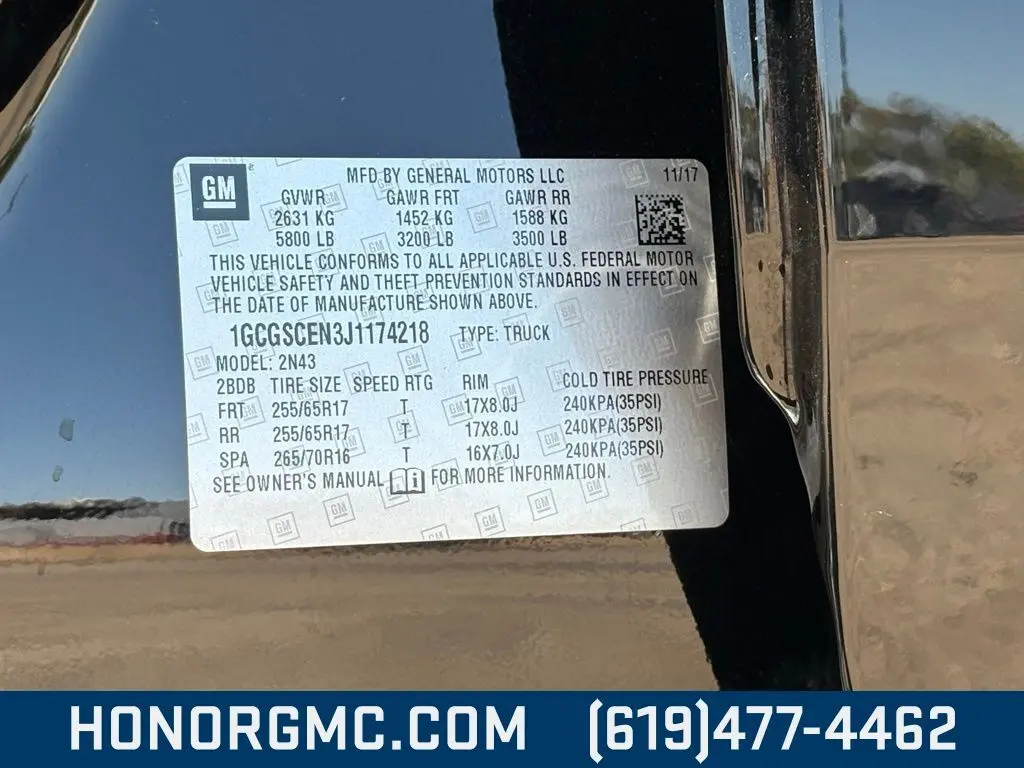 GM
MFD BY GENERAL MOTORS LLC 11/17
GVWR GAWR FRT GAWR RR
2631 KG 1452 KG 1588 KG
5800 LB 3200 LB 3500 LB
THIS VEHICLE CONFORMS TO ALL APPLICABLE U.S. FEDERAL MOTOR
VEHICLE SAFETY AND THEFT PREVENTION STANDARDS IN EFFECT ON
THE DATE OF MANUFACTURE SHOWN ABOVE.
1GCGSCEN3J1174218 TYPE: TRUCK
MODEL: 2N43
2BDB TIRE SIZE SPEED RTG RIM COLD TIRE PRESSURE
FRT 255/65R17 T 17X8.0J 240KPA(35PSI)
RR 255/65R17 T 17X8.0J 240KPA(35PSI)
SPA 265/70R16 T 16X7.0J 240KPA(35PSI)
SEE OWNER'S MANUAL i FOR MORE INFORMATION.
HONORGMC.COM (619)477-4462